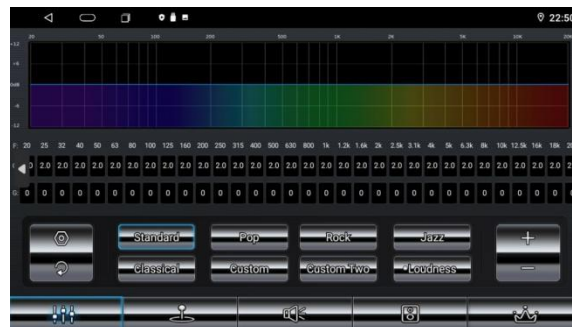 22:50
20 50 100 200 500 1K 2K 5K 10K 20K
+12
+6
0dB
-6
-12
F: 20 25 32 40 50 63 80 100 125 160 200 250 315 400 500 630 800 1k 1.2k 1.6k 2k 2.5k 3.1k 4k 5k 6.3k 8k 10k 12.5k 16k 18k 20
2.0 2.0 2.0 2.0 2.0 2.0 2.0 2.0 2.0 2.0 2.0 2.0 2.0 2.0 2.0 2.0 2.0 2.0 2.0 2.0 2.0 2.0 2.0 2.0 2.0 2.0 2.0 2.0 2.0 2.0
G: 0 0 0 0 0 0 0 0 0 0 0 0 0 0 0 0 0 0 0 0 0 0 0 0 0 0 0 0 0 0 0 0
Standard Pop Rock Jazz +
Classical Custom Custom Two •Loudness −